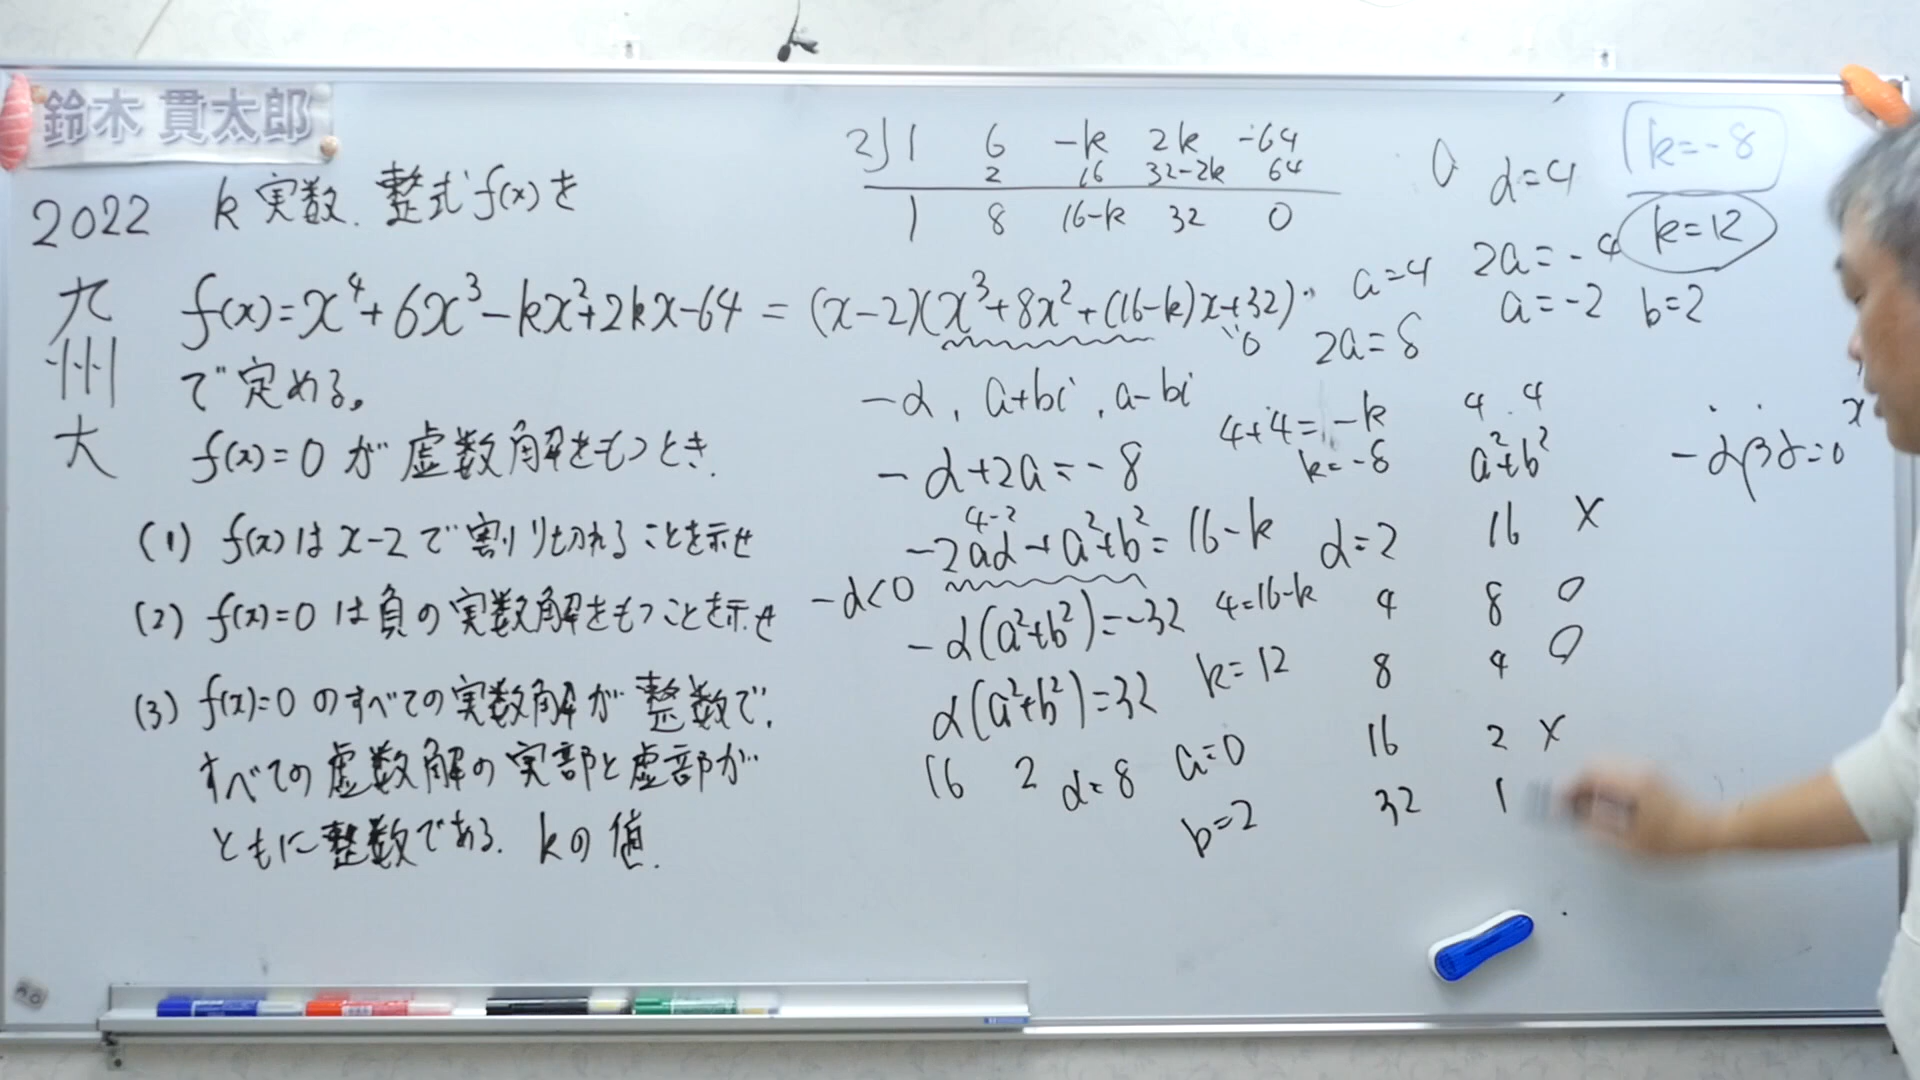 鈴木 貫太郎
2022 九州大
k 実数. 整式 f(x) を
f(x) = x⁴+6x³-kx²+2kx-64 = (x-2)(x³+8x²+(16-k)x+32)
で定める。
f(x)=0 が 虚数解をもつとき.
(1) f(x)は x-2 で 割り切れることを示せ
(2) f(x)=0 は負の実数解をもつことを示せ
(3) f(x)=0 のすべての実数解が 整数で,
すべての虚数解の実部と虚部が
ともに整数である. kの値.
2) 1 6 -k 2k -64
2 16 32-2k 64
1 8 16-k 32 0
-α, a+bi, a-bi
-α+2a=-8
4-2
-2aα+a²+b²=16-k
-α<0
-α(a²+b²)=-32
α(a²+b²)=32
16 2 α=8 a=0
b=2
a=4
2a=8
4+4=-k
k=-8
4=16-k
k=12
α=4
2a=-4
a=-2 b=2
k=-8
k=12
4 4
a²+b²
α=2 16 ×
4 8 ○
8 4 ○
16 2 ×
32 1
-αβγ=0